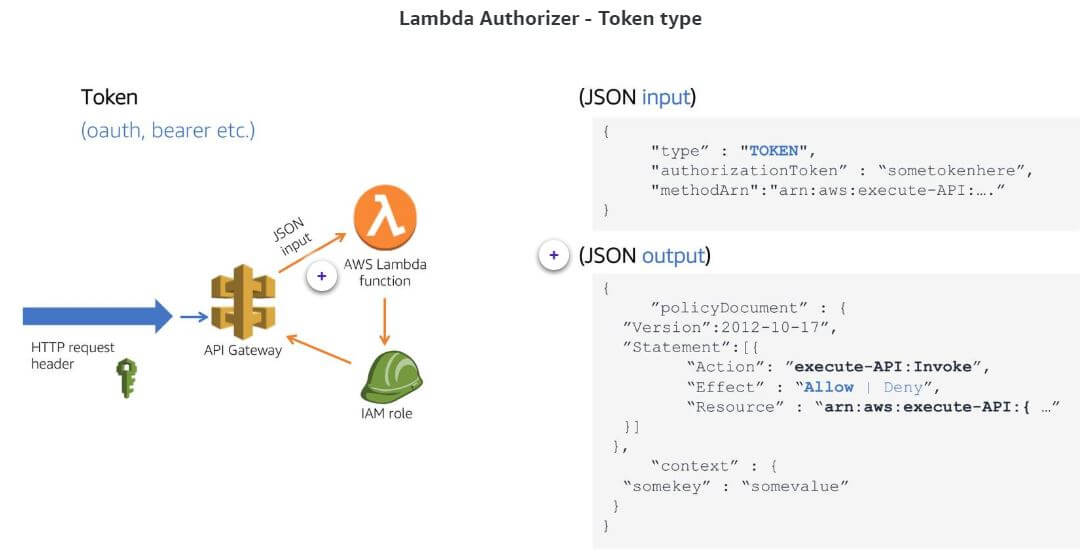 Lambda Authorizer - Token type
Token
(oauth, bearer etc.)
HTTP request
header
API Gateway
JSON
input
+
AWS Lambda
function
IAM role
(JSON input)
{
"type” : "TOKEN",
"authorizationToken” : “sometokenhere”,
"methodArn":"arn:aws:execute-API:….”
}
+
(JSON output)
{
”policyDocument” : {
”Version”:2012-10-17”,
”Statement”:[{
“Action”: ”execute-API:Invoke”,
“Effect” : “Allow | Deny”,
“Resource” : “arn:aws:execute-API:{ …”
}]
},
“context” : {
“somekey” : “somevalue”
}
}